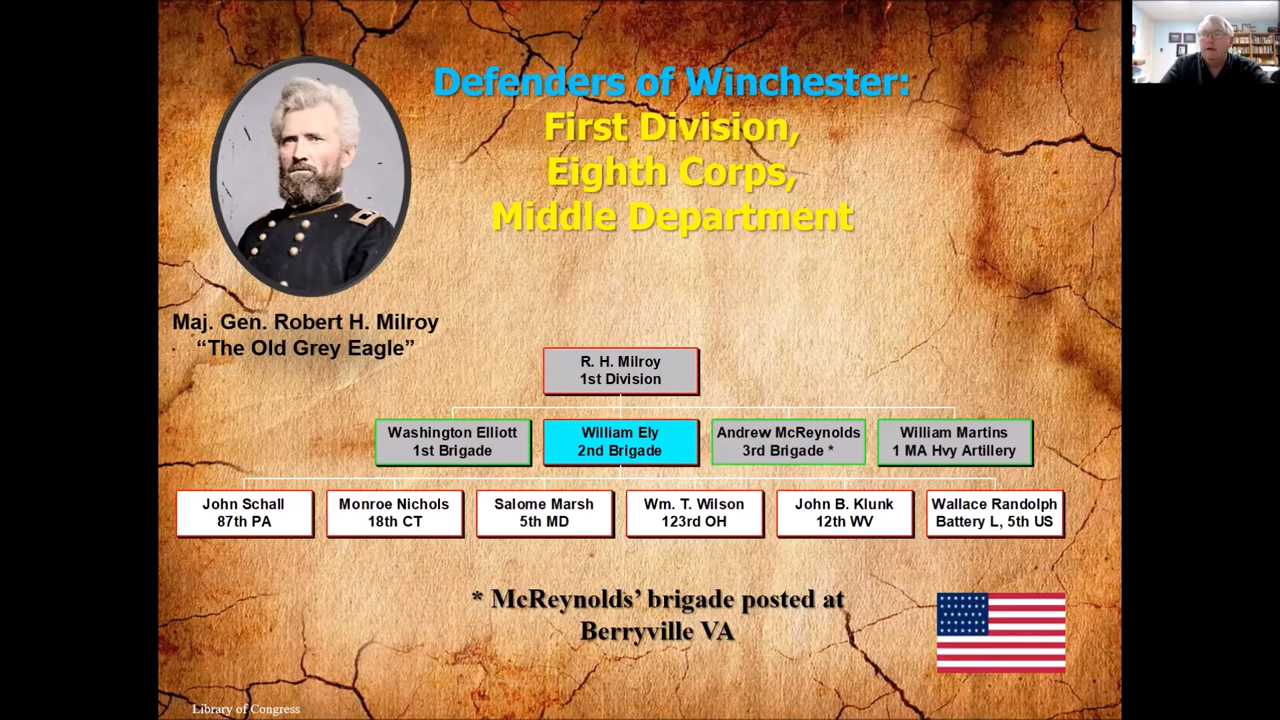 Defenders of Winchester:
First Division,
Eighth Corps,
Middle Department
Maj. Gen. Robert H. Milroy
“The Old Grey Eagle”
R. H. Milroy
1st Division
Washington Elliott
1st Brigade
William Ely
2nd Brigade
Andrew McReynolds
3rd Brigade *
William Martins
1 MA Hvy Artillery
John Schall
87th PA
Monroe Nichols
18th CT
Salome Marsh
5th MD
Wm. T. Wilson
123rd OH
John B. Klunk
12th WV
Wallace Randolph
Battery L, 5th US
* McReynolds’ brigade posted at
Berryville VA
Library of Congress